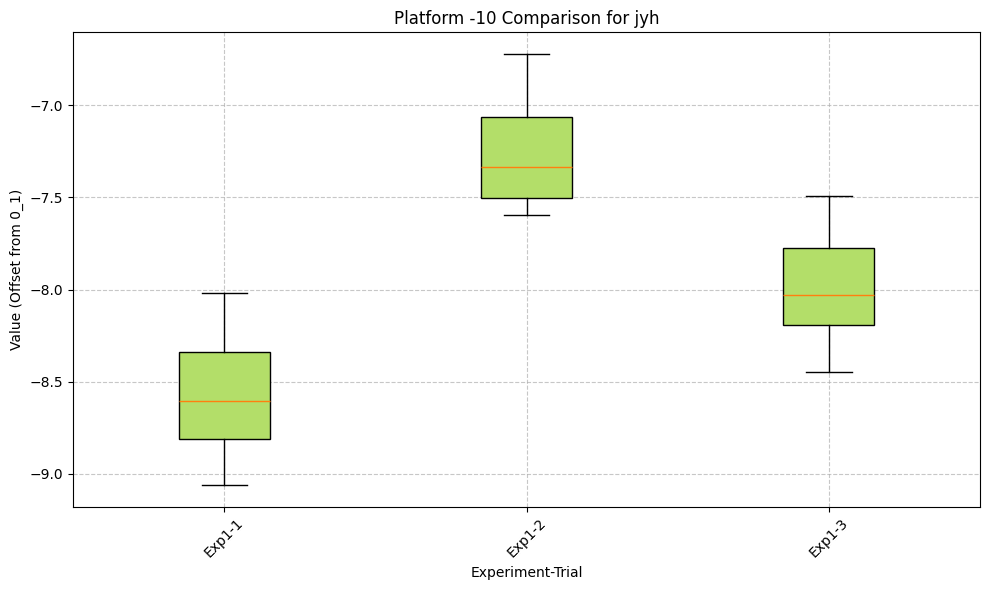 Platform -10 Comparison for jyh
Value (Offset from 0_1)
−7.0
−7.5
−8.0
−8.5
−9.0
Exp1-1
Exp1-2
Exp1-3
Experiment-Trial